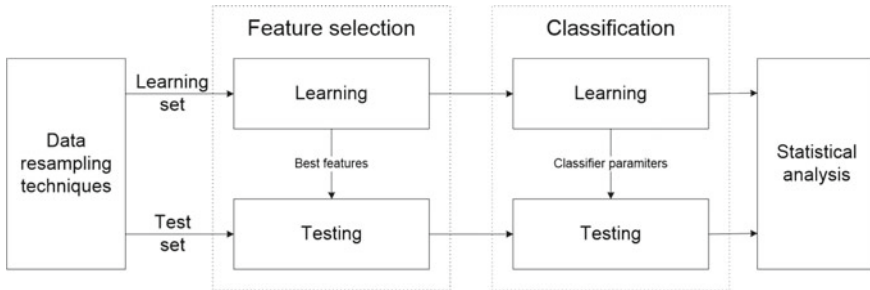 Feature selection
Classification
Data
resampling
techniques
Learning
set
Learning
Learning
Best features
Classifier paramiters
Statistical
analysis
Test
set
Testing
Testing